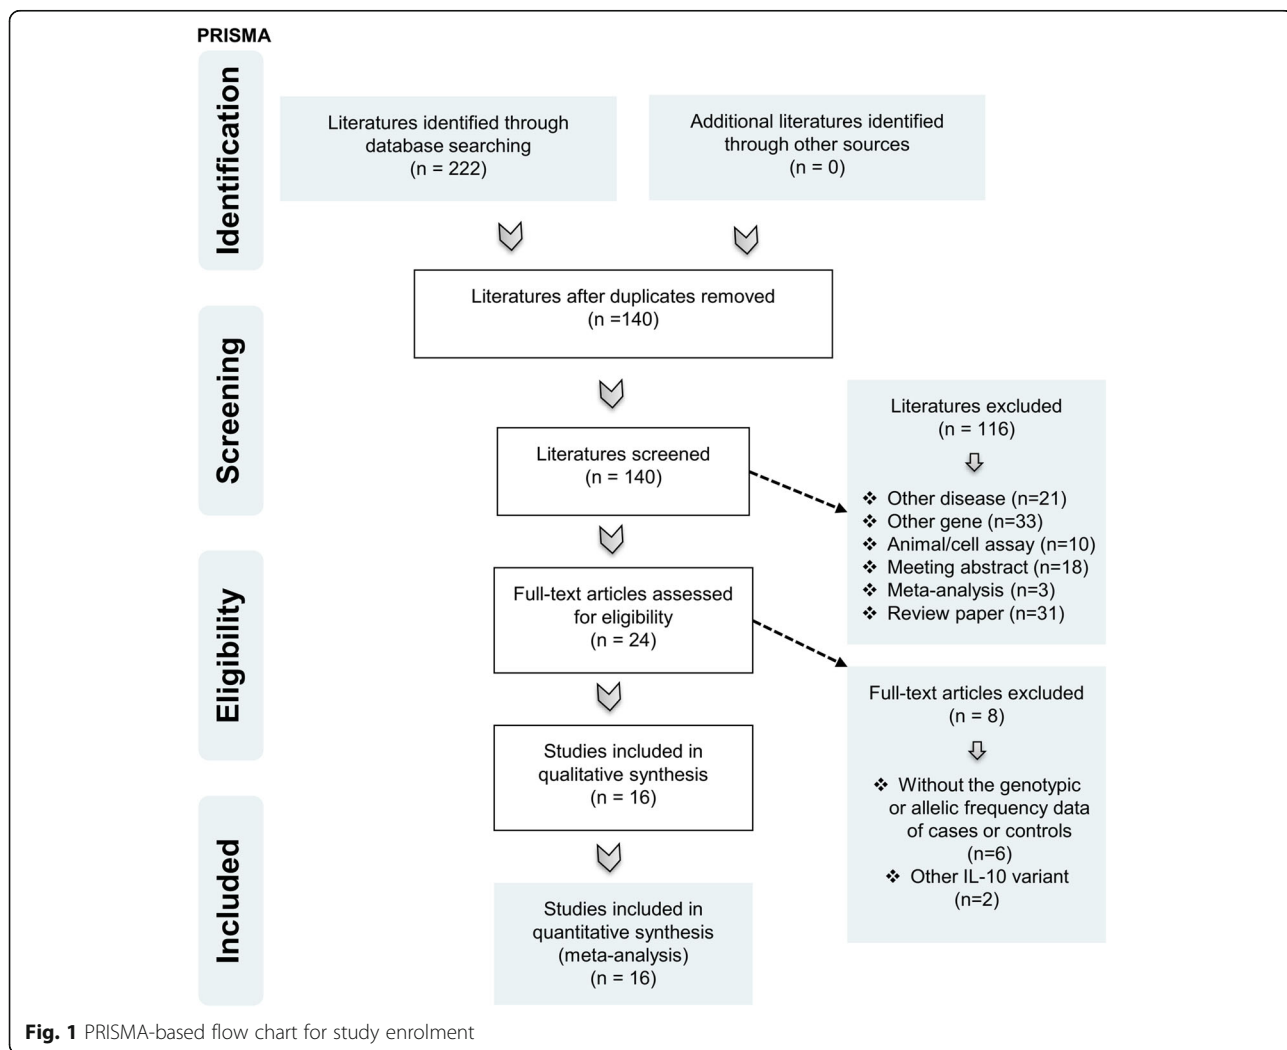 PRISMA
Identification
Literatures identified through
database searching
(n = 222)
Additional literatures identified
through other sources
(n = 0)
Literatures after duplicates removed
(n =140)
Screening
Literatures screened
(n = 140)
Literatures excluded
(n = 116)
❖ Other disease (n=21)
❖ Other gene (n=33)
❖ Animal/cell assay (n=10)
❖ Meeting abstract (n=18)
❖ Meta-analysis (n=3)
❖ Review paper (n=31)
Eligibility
Full-text articles assessed
for eligibility
(n = 24)
Full-text articles excluded
(n = 8)
❖ Without the genotypic
or allelic frequency data
of cases or controls
(n=6)
❖ Other IL-10 variant
(n=2)
Studies included in
qualitative synthesis
(n = 16)
Included
Studies included in
quantitative synthesis
(meta-analysis)
(n = 16)
Fig. 1 PRISMA-based flow chart for study enrolment